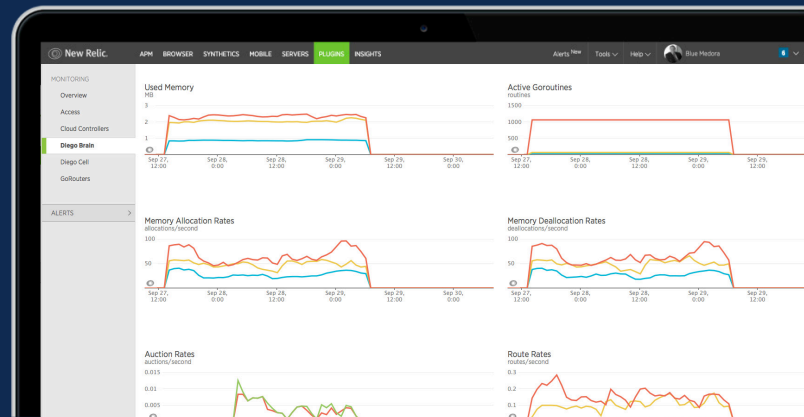 New Relic.
APM BROWSER SYNTHETICS MOBILE SERVERS PLUGINS INSIGHTS Alerts New Tools Help Blue Medora 6
MONITORING
Overview
Access
Cloud Controllers
Diego Brain
Diego Cell
GoRouters
ALERTS
Used Memory
MB
3
2
1
Sep 27, 12:00
Sep 28, 0:00
Sep 28, 12:00
Sep 29, 0:00
Sep 29, 12:00
Sep 30, 0:00
Active Goroutines
routines
1500
1000
500
Sep 27, 12:00
Sep 28, 0:00
Sep 28, 12:00
Sep 29, 0:00
Sep 29, 12:00
Memory Allocation Rates
allocations/second
100
50
Sep 27, 12:00
Sep 28, 0:00
Sep 28, 12:00
Sep 29, 0:00
Sep 29, 12:00
Sep 30, 0:00
Memory Deallocation Rates
deallocations/second
100
50
Sep 27, 12:00
Sep 28, 0:00
Sep 28, 12:00
Sep 29, 0:00
Sep 29, 12:00
Auction Rates
auctions/second
0.015
0.01
0.005
Route Rates
routes/second
0.3
0.2
0.1